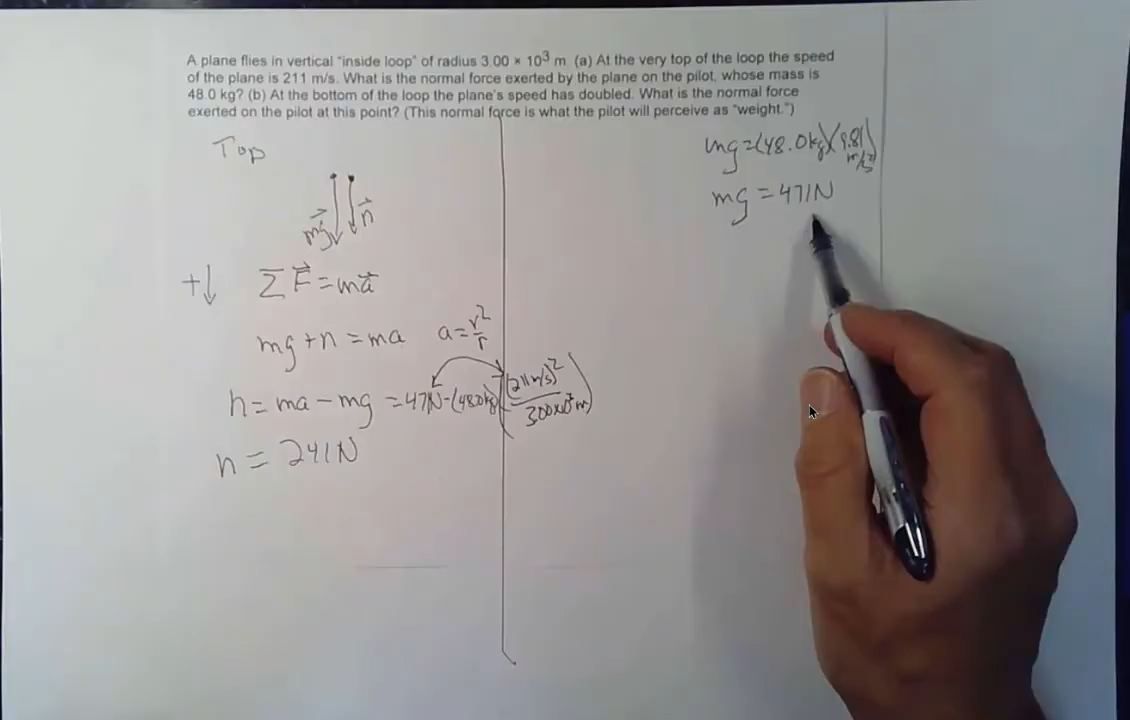 A plane flies in vertical "inside loop" of radius 3.00 × 10³ m (a) At the very top of the loop the speed
of the plane is 211 m/s. What is the normal force exerted by the plane on the pilot, whose mass is
48.0 kg? (b) At the bottom of the loop the plane's speed has doubled. What is the normal force
exerted on the pilot at this point? (This normal force is what the pilot will perceive as "weight.")
Top
mg=(48.0kg)(9.81 m/s²)
mg = 471N
mg⃗ n⃗
+↓ ΣF⃗=ma⃗
mg+n=ma a=v²/r
n=ma-mg =471N-(48.0kg)((211m/s)²/3.00x10³m)
n= 241N